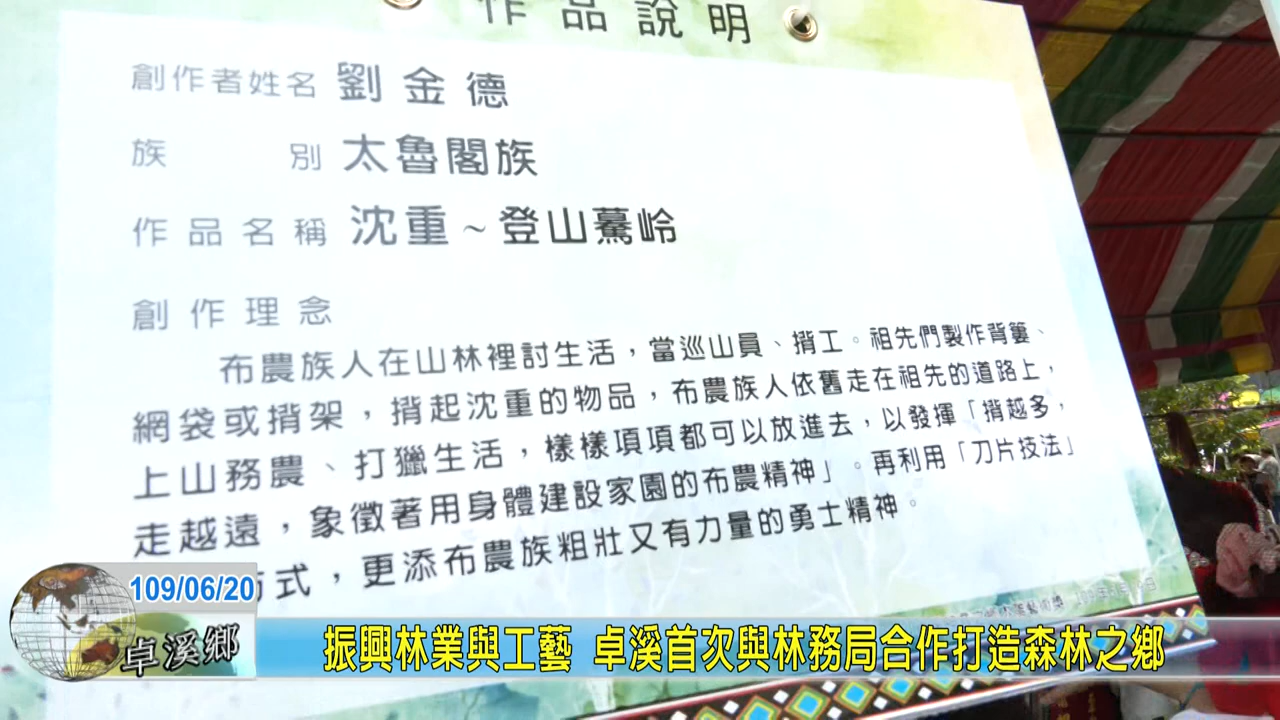 作品說明
創作者姓名 劉金德
族 別 太魯閣族
作品名稱 沈重~登山驀岭
創作理念
布農族人在山林裡討生活，當巡山員、揹工。祖先們製作背簍、
網袋或揹架，揹起沈重的物品，布農族人依舊走在祖先的道路上，
上山務農、打獵生活，樣樣項項都可以放進去，以發揮「揹越多，
走越遠，象徵著用身體建設家園的布農精神」。再利用「刀片技法」
方式，更添布農族粗壯又有力量的勇士精神。
109/06/20
卓溪鄉
振興林業與工藝 卓溪首次與林務局合作打造森林之鄉